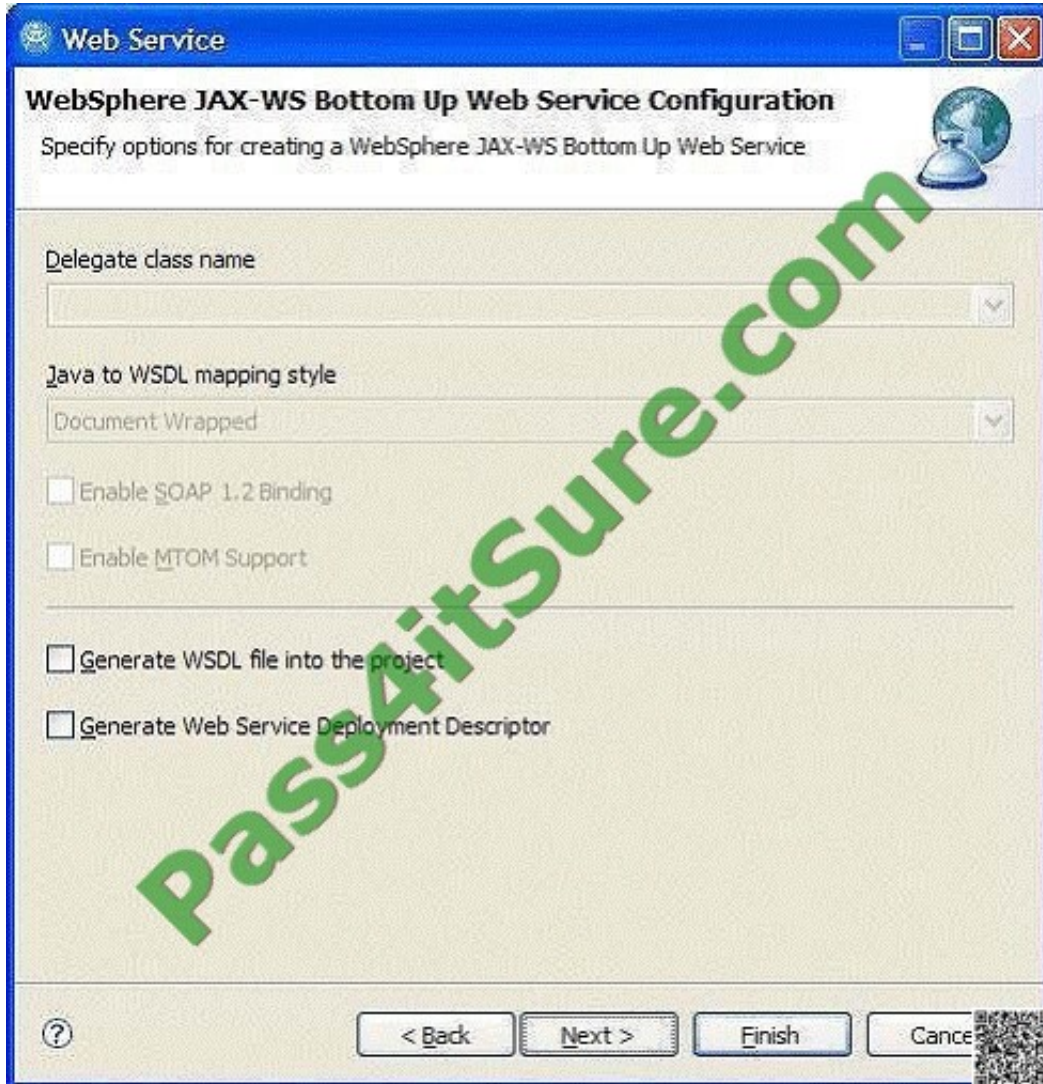 Web Service
WebSphere JAX-WS Bottom Up Web Service Configuration
Specify options for creating a WebSphere JAX-WS Bottom Up Web Service
Delegate class name
Java to WSDL mapping style
Document Wrapped
Enable SOAP 1.2 Binding
Enable MTOM Support
Generate WSDL file into the project
Generate Web Service Deployment Descriptor
Pass4itSure.com
?
< Back
Next >
Finish
Cance